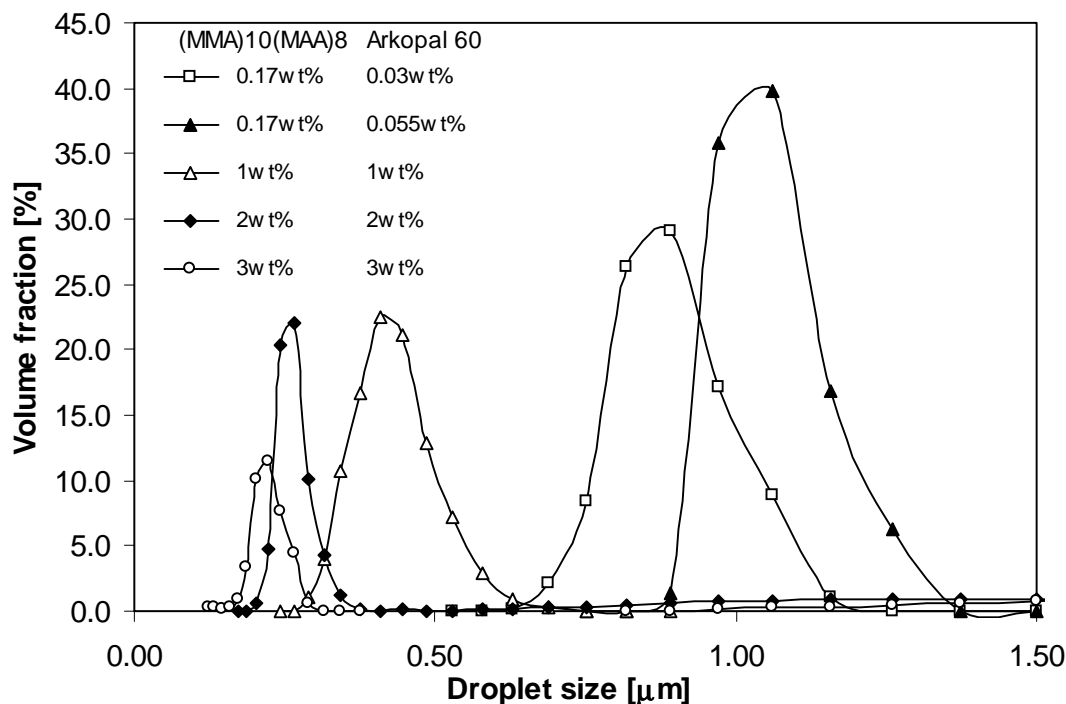 45.0
40.0
35.0
30.0
25.0
20.0
15.0
10.0
5.0
0.0
Volume fraction [%]
(MMA)10(MAA)8 Arkopal 60
0.17wt% 0.03wt%
0.17wt% 0.055wt%
1wt% 1wt%
2wt% 2wt%
3wt% 3wt%
0.00 0.50 1.00 1.50
Droplet size [μm]